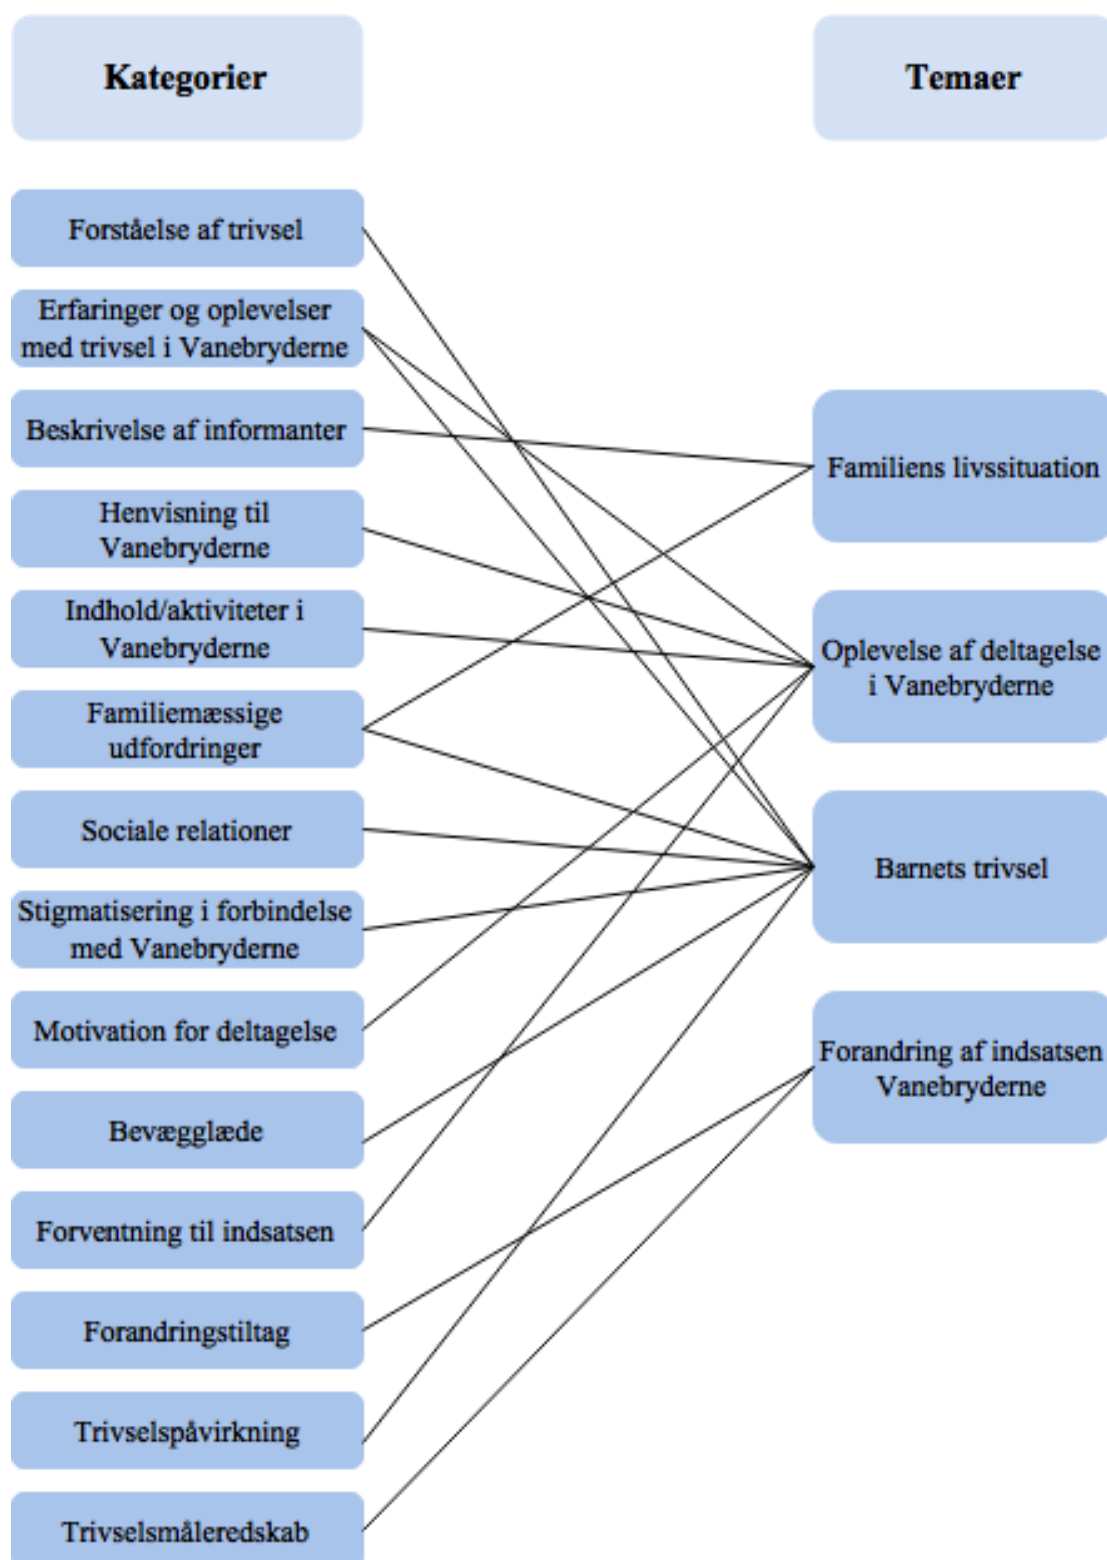 Kategorier
Temaer
Forståelse af trivsel
Erfaringer og oplevelser
med trivsel i Vanebryderne
Beskrivelse af informanter
Henvisning til
Vanebryderne
Indhold/aktiviteter i
Vanebryderne
Familiemæssige
udfordringer
Sociale relationer
Stigmatisering i forbindelse
med Vanebryderne
Motivation for deltagelse
Bevægglæde
Forventning til indsatsen
Forandringstiltag
Trivselspåvirkning
Trivselsmåleredskab
Familiens livssituation
Oplevelse af deltagelse
i Vanebryderne
Barnets trivsel
Forandring af indsatsen
Vanebryderne